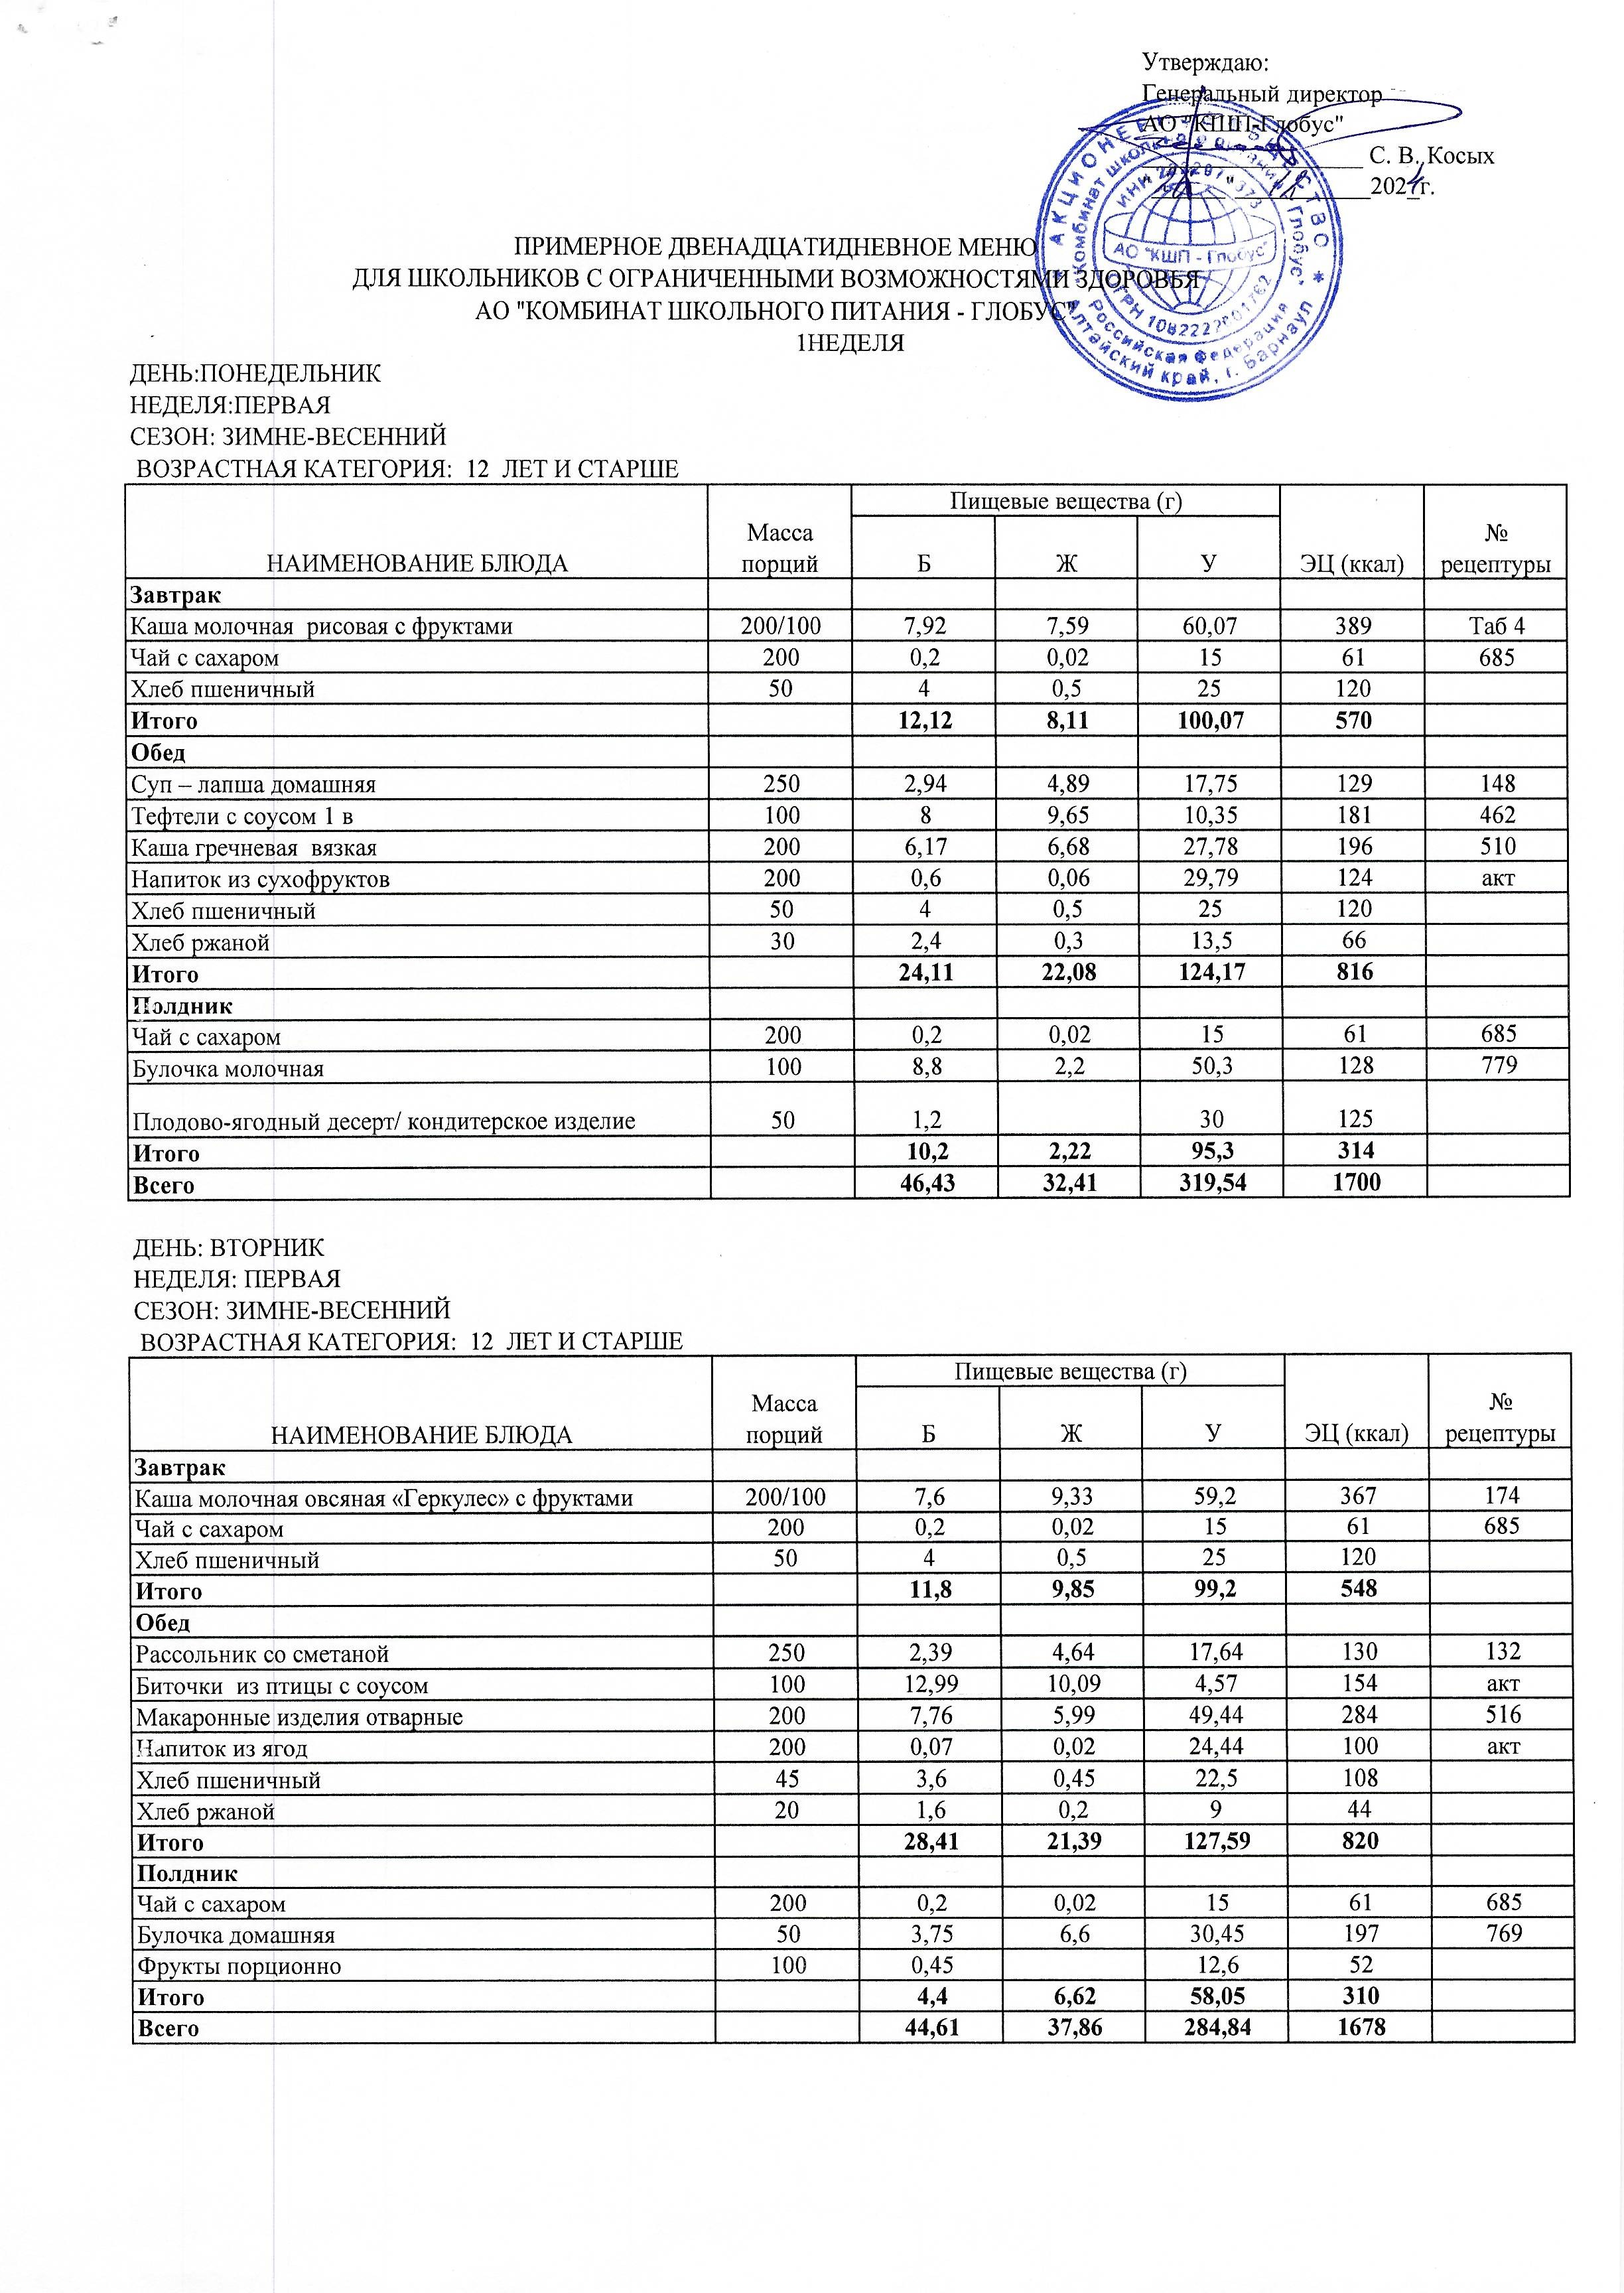 Утверждаю:
Генеральный директор
АО "КШП-Глобус"
С. В. Косых
" " 2021г.
АКЦИОНЕРНОЕ ОБЩЕСТВО
Алтайский край, г. Барнаул
"Комбинат школьного питания - Глобус"
Российская Федерация
АО "КШП - Глобус"
ПРИМЕРНОЕ ДВЕНАДЦАТИДНЕВНОЕ МЕНЮ
ДЛЯ ШКОЛЬНИКОВ С ОГРАНИЧЕННЫМИ ВОЗМОЖНОСТЯМИ ЗДОРОВЬЯ
АО "КОМБИНАТ ШКОЛЬНОГО ПИТАНИЯ - ГЛОБУС"
1НЕДЕЛЯ
ДЕНЬ:ПОНЕДЕЛЬНИК
НЕДЕЛЯ:ПЕРВАЯ
СЕЗОН: ЗИМНЕ-ВЕСЕННИЙ
ВОЗРАСТНАЯ КАТЕГОРИЯ: 12 ЛЕТ И СТАРШЕ
НАИМЕНОВАНИЕ БЛЮДА Масса порций Пищевые вещества (г) Б Ж У ЭЦ (ккал) № рецептуры
Завтрак
Каша молочная рисовая с фруктами 200/100 7,92 7,59 60,07 389 Таб 4
Чай с сахаром 200 0,2 0,02 15 61 685
Хлеб пшеничный 50 4 0,5 25 120
Итого 12,12 8,11 100,07 570
Обед
Суп – лапша домашняя 250 2,94 4,89 17,75 129 148
Тефтели с соусом 1 в 100 8 9,65 10,35 181 462
Каша гречневая вязкая 200 6,17 6,68 27,78 196 510
Напиток из сухофруктов 200 0,6 0,06 29,79 124 акт
Хлеб пшеничный 50 4 0,5 25 120
Хлеб ржаной 30 2,4 0,3 13,5 66
Итого 24,11 22,08 124,17 816
Полдник
Чай с сахаром 200 0,2 0,02 15 61 685
Булочка молочная 100 8,8 2,2 50,3 128 779
Плодово-ягодный десерт/ кондитерское изделие 50 1,2 30 125
Итого 10,2 2,22 95,3 314
Всего 46,43 32,41 319,54 1700
ДЕНЬ: ВТОРНИК
НЕДЕЛЯ: ПЕРВАЯ
СЕЗОН: ЗИМНЕ-ВЕСЕННИЙ
ВОЗРАСТНАЯ КАТЕГОРИЯ: 12 ЛЕТ И СТАРШЕ
НАИМЕНОВАНИЕ БЛЮДА Масса порций Пищевые вещества (г) Б Ж У ЭЦ (ккал) № рецептуры
Завтрак
Каша молочная овсяная «Геркулес» с фруктами 200/100 7,6 9,33 59,2 367 174
Чай с сахаром 200 0,2 0,02 15 61 685
Хлеб пшеничный 50 4 0,5 25 120
Итого 11,8 9,85 99,2 548
Обед
Рассольник со сметаной 250 2,39 4,64 17,64 130 132
Биточки из птицы с соусом 100 12,99 10,09 4,57 154 акт
Макаронные изделия отварные 200 7,76 5,99 49,44 284 516
Напиток из ягод 200 0,07 0,02 24,44 100 акт
Хлеб пшеничный 45 3,6 0,45 22,5 108
Хлеб ржаной 20 1,6 0,2 9 44
Итого 28,41 21,39 127,59 820
Полдник
Чай с сахаром 200 0,2 0,02 15 61 685
Булочка домашняя 50 3,75 6,6 30,45 197 769
Фрукты порционно 100 0,45 12,6 52
Итого 4,4 6,62 58,05 310
Всего 44,61 37,86 284,84 1678